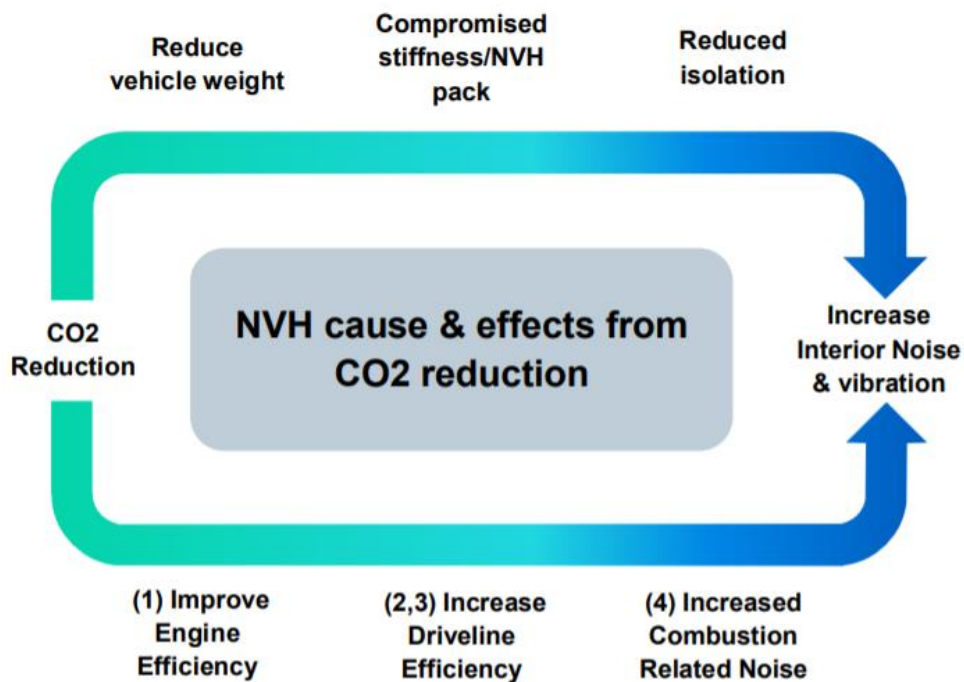 Reduce
vehicle weight
Compromised
stiffness/NVH
pack
Reduced
isolation
CO2
Reduction
NVH cause & effects from
CO2 reduction
Increase
Interior Noise
& vibration
(1) Improve
Engine
Efficiency
(2,3) Increase
Driveline
Efficiency
(4) Increased
Combustion
Related Noise